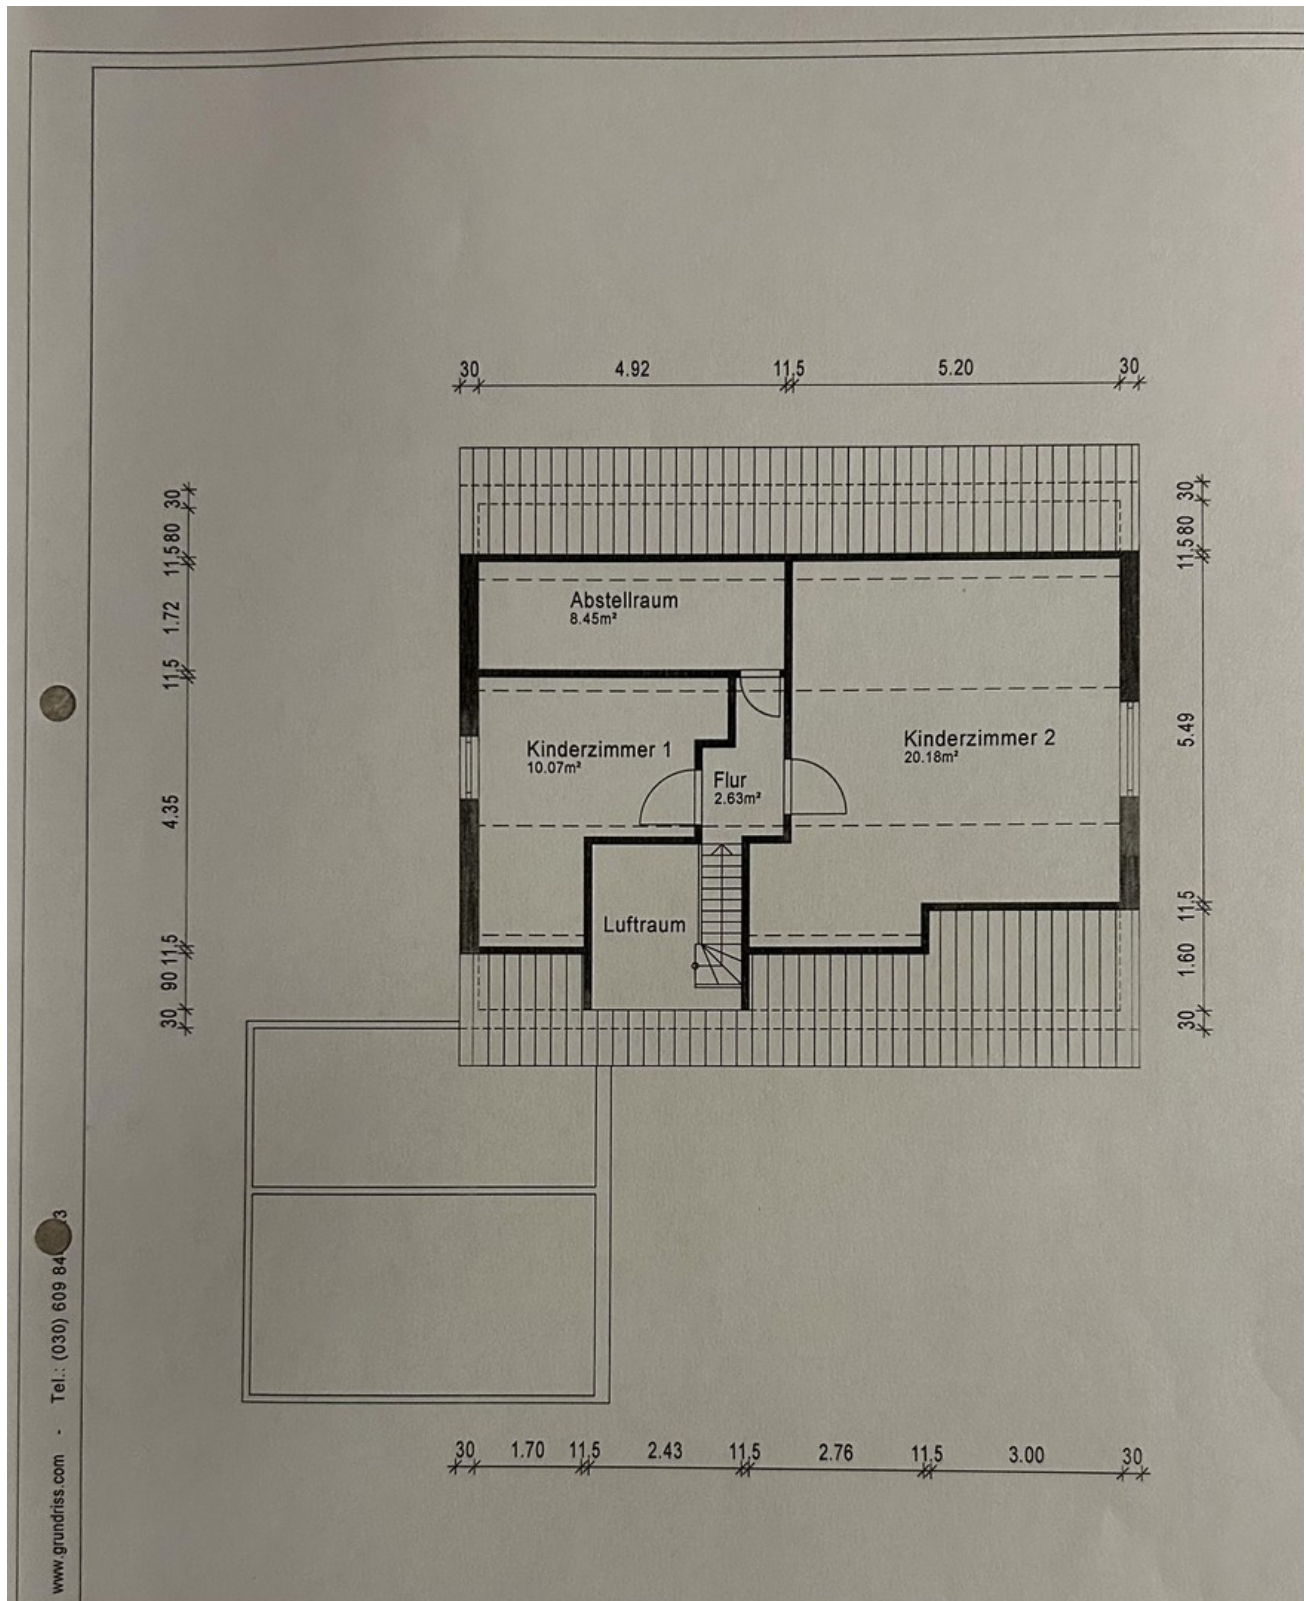 30 4.92 11,5 5.20 30
30
11,5 80
1.72
11,5
4.35
90 11,5
30
30
11,5 80
5.49
11,5
1.60
30
Abstellraum
8.45m²
Kinderzimmer 1
10.07m²
Flur
2.63m²
Kinderzimmer 2
20.18m²
Luftraum
30 1.70 11,5 2.43 11,5 2.76 11,5 3.00 30
www.grundriss.com - Tel.: (030) 609 84